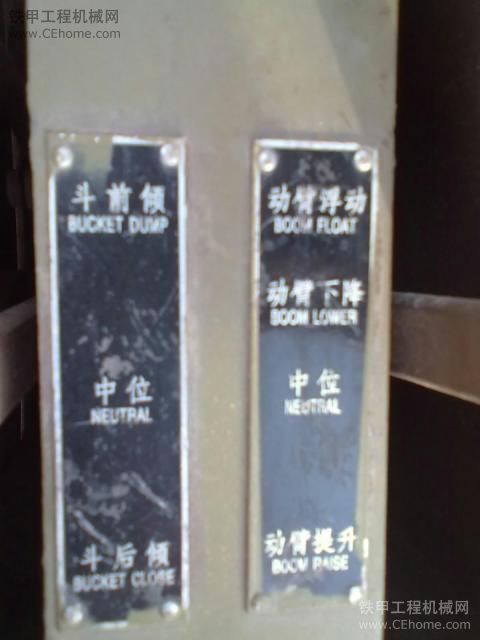 铁甲工程机械网
www.CEhome.com
斗前倾
BUCKET DUMP
中位
NEUTRAL
斗后倾
BUCKET CLOSE
动臂浮动
BOOM FLOAT
动臂下降
BOOM LOWER
中位
NEUTRAL
动臂提升
BOOM RAISE
铁甲工程机械网
www.CEhome.com